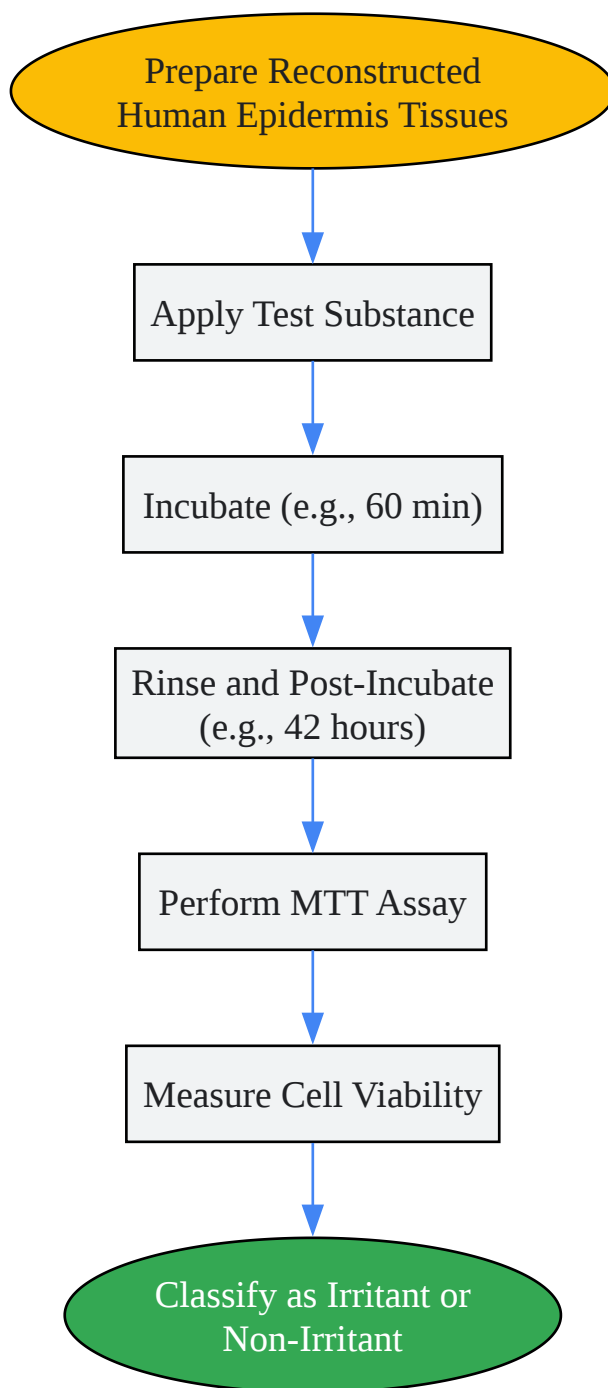 Prepare Reconstructed
Human Epidermis Tissues
Apply Test Substance
Incubate (e.g., 60 min)
Rinse and Post-Incubate
(e.g., 42 hours)
Perform MTT Assay
Measure Cell Viability
Classify as Irritant or
Non-Irritant